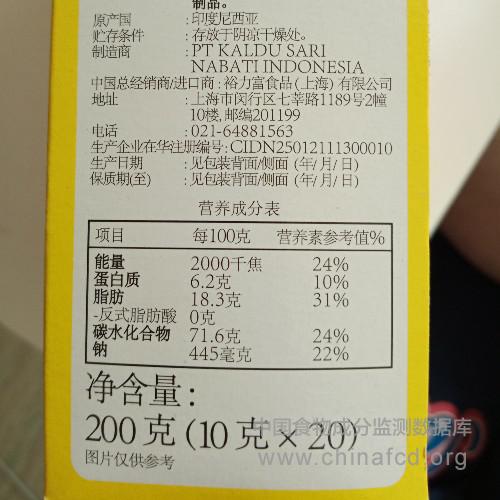 制品。
原产国 : 印度尼西亚
贮存条件 : 存放于阴凉干燥处。
制造商 : PT KALDU SARI
NABATI INDONESIA
中国总经销商/进口商 : 裕力富食品(上海)有限公司
地址 : 上海市闵行区七莘路1189号2幢
10楼, 邮编201199
电话 : 021-64881563
生产企业在华注册编号: CIDN25012111300010
生产日期 : 见包装背面/侧面 (年/月/日)
保质期(至) : 见包装背面/侧面 (年/月/日)
营养成分表
项目 每100克 营养素参考值%
能量 2000千焦 24%
蛋白质 6.2克 10%
脂肪 18.3克 31%
-反式脂肪酸 0克
碳水化合物 71.6克 24%
钠 445毫克 22%
净含量:
200 克 (10 克 × 20)
图片仅供参考
中国食物成分监测数据库
www.chinafcd.org